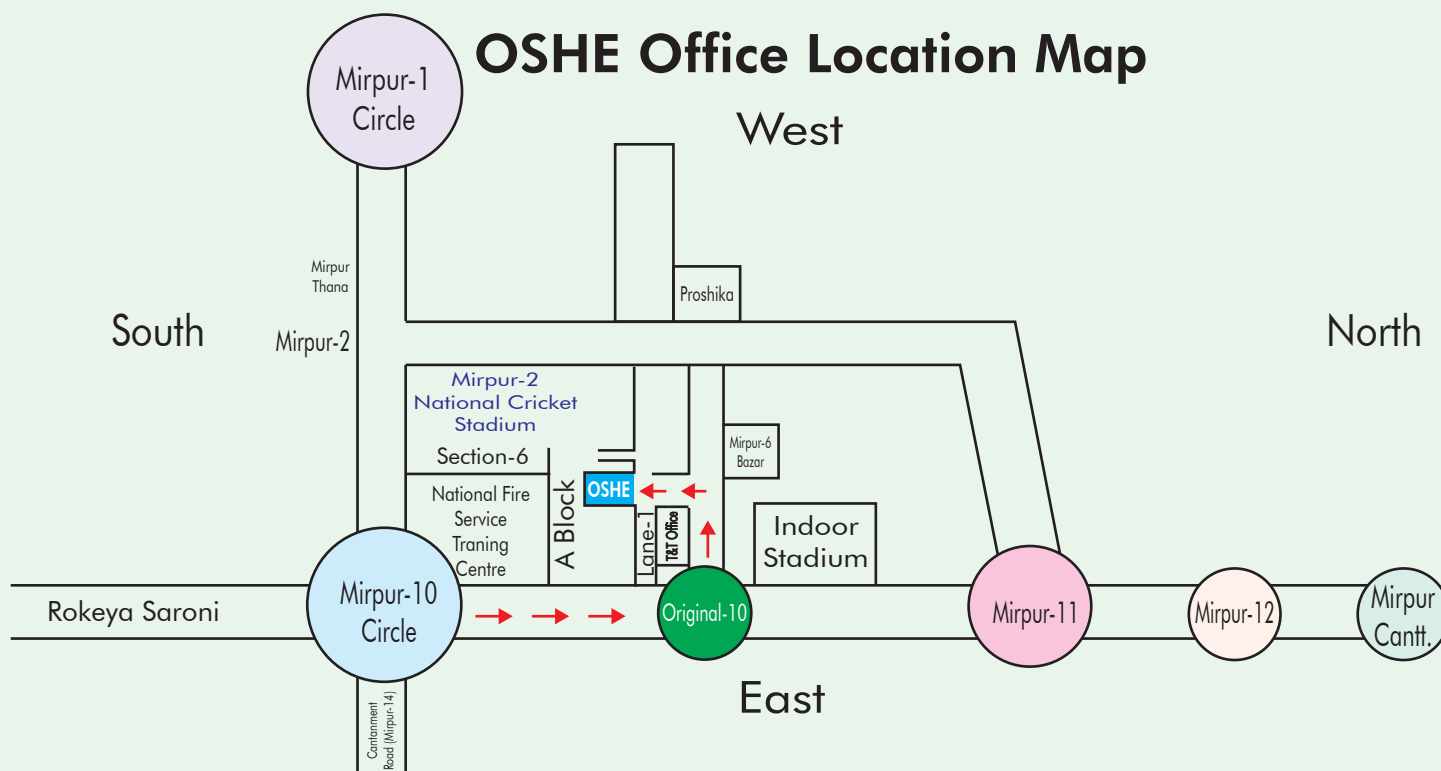 OSHE Office Location Map
Mirpur-1
Circle
West
Mirpur
Thana
Proshika
South
Mirpur-2
North
Mirpur-2
National Cricket
Stadium
Section-6
Mirpur-6
Bazar
National Fire
Service
Traning
Centre
A Block
OSHE
Lane-1
T&T Office
Indoor
Stadium
Rokeya Saroni
Mirpur-10
Circle
Original-10
Mirpur-11
Mirpur-12
Mirpur
Cantt.
East
Cantanment
Road (Mirpur-14)